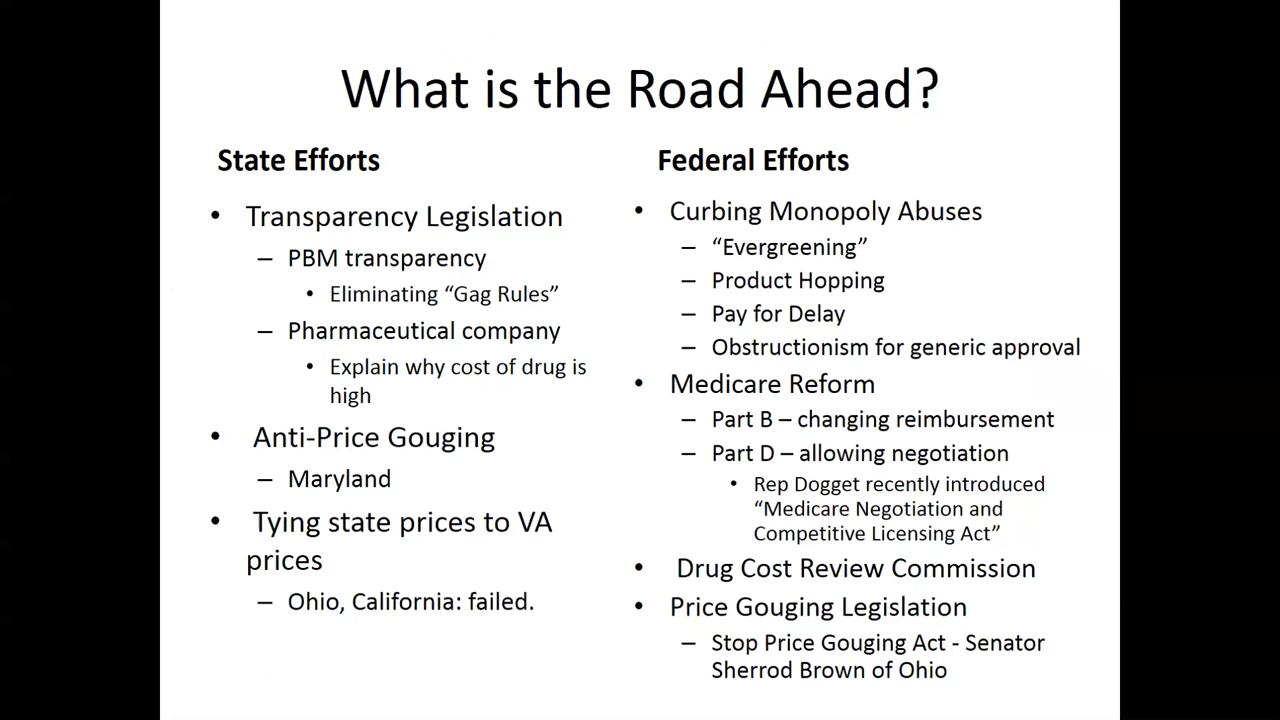 What is the Road Ahead?
State Efforts
• Transparency Legislation
– PBM transparency
• Eliminating “Gag Rules”
– Pharmaceutical company
• Explain why cost of drug is
high
• Anti-Price Gouging
– Maryland
• Tying state prices to VA
prices
– Ohio, California: failed.
Federal Efforts
• Curbing Monopoly Abuses
– “Evergreening”
– Product Hopping
– Pay for Delay
– Obstructionism for generic approval
• Medicare Reform
– Part B – changing reimbursement
– Part D – allowing negotiation
• Rep Dogget recently introduced
“Medicare Negotiation and
Competitive Licensing Act”
• Drug Cost Review Commission
• Price Gouging Legislation
– Stop Price Gouging Act - Senator
Sherrod Brown of Ohio